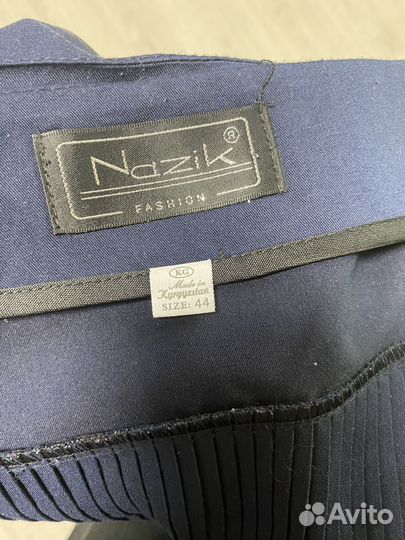 Nazik ®
FASHION
KG
Made in
Kyrgyzstan
SIZE: 44
Avito